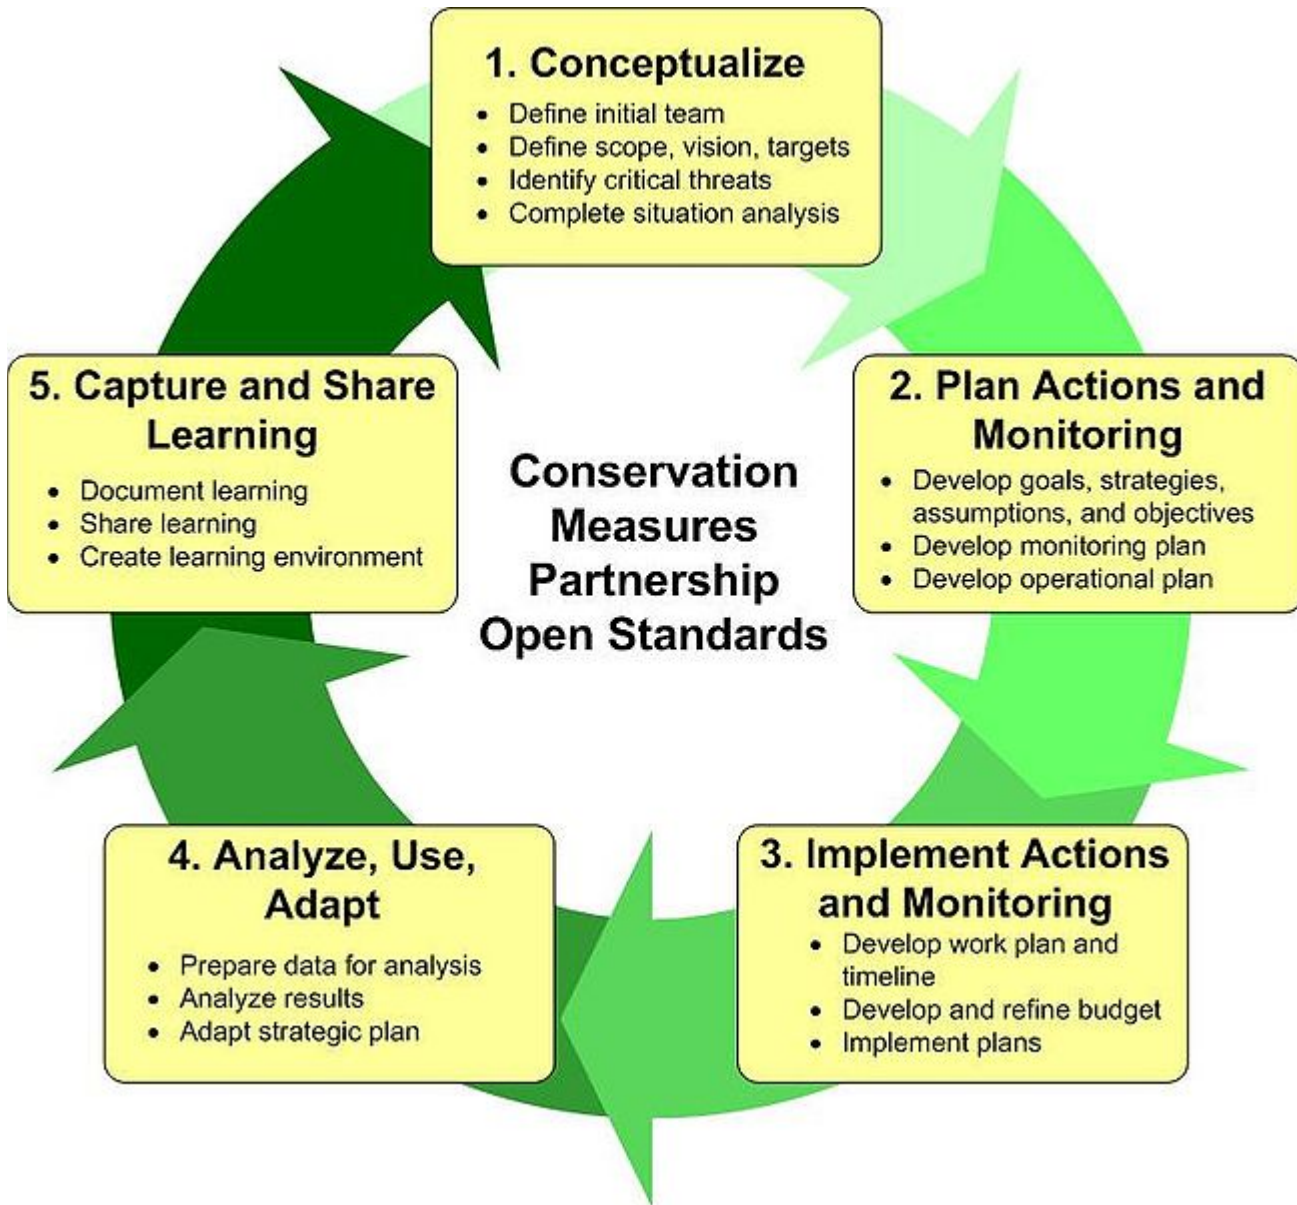 1. Conceptualize
• Define initial team
• Define scope, vision, targets
• Identify critical threats
• Complete situation analysis
2. Plan Actions and
Monitoring
• Develop goals, strategies,
assumptions, and objectives
• Develop monitoring plan
• Develop operational plan
3. Implement Actions
and Monitoring
• Develop work plan and
timeline
• Develop and refine budget
• Implement plans
4. Analyze, Use,
Adapt
• Prepare data for analysis
• Analyze results
• Adapt strategic plan
5. Capture and Share
Learning
• Document learning
• Share learning
• Create learning environment
Conservation
Measures
Partnership
Open Standards